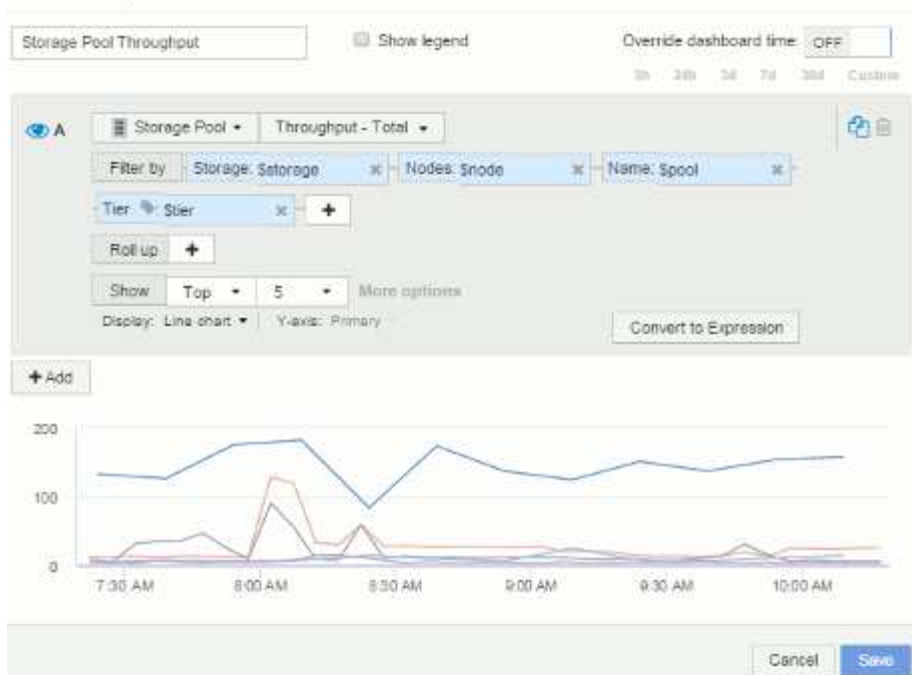 Storage Pool Throughput Show legend Override dashboard time: OFF
3h 24h 3d 7d 30d Custom
A Storage Pool Throughput - Total
Filter by Storage: $storage Nodes: $node Name: $pool
Tier $tier +
Roll up +
Show Top 5 More options
Display: Line chart Y-axis: Primary Convert to Expression
+ Add
200
100
0
7:30 AM 8:00 AM 8:30 AM 9:00 AM 9:30 AM 10:00 AM
Cancel Save